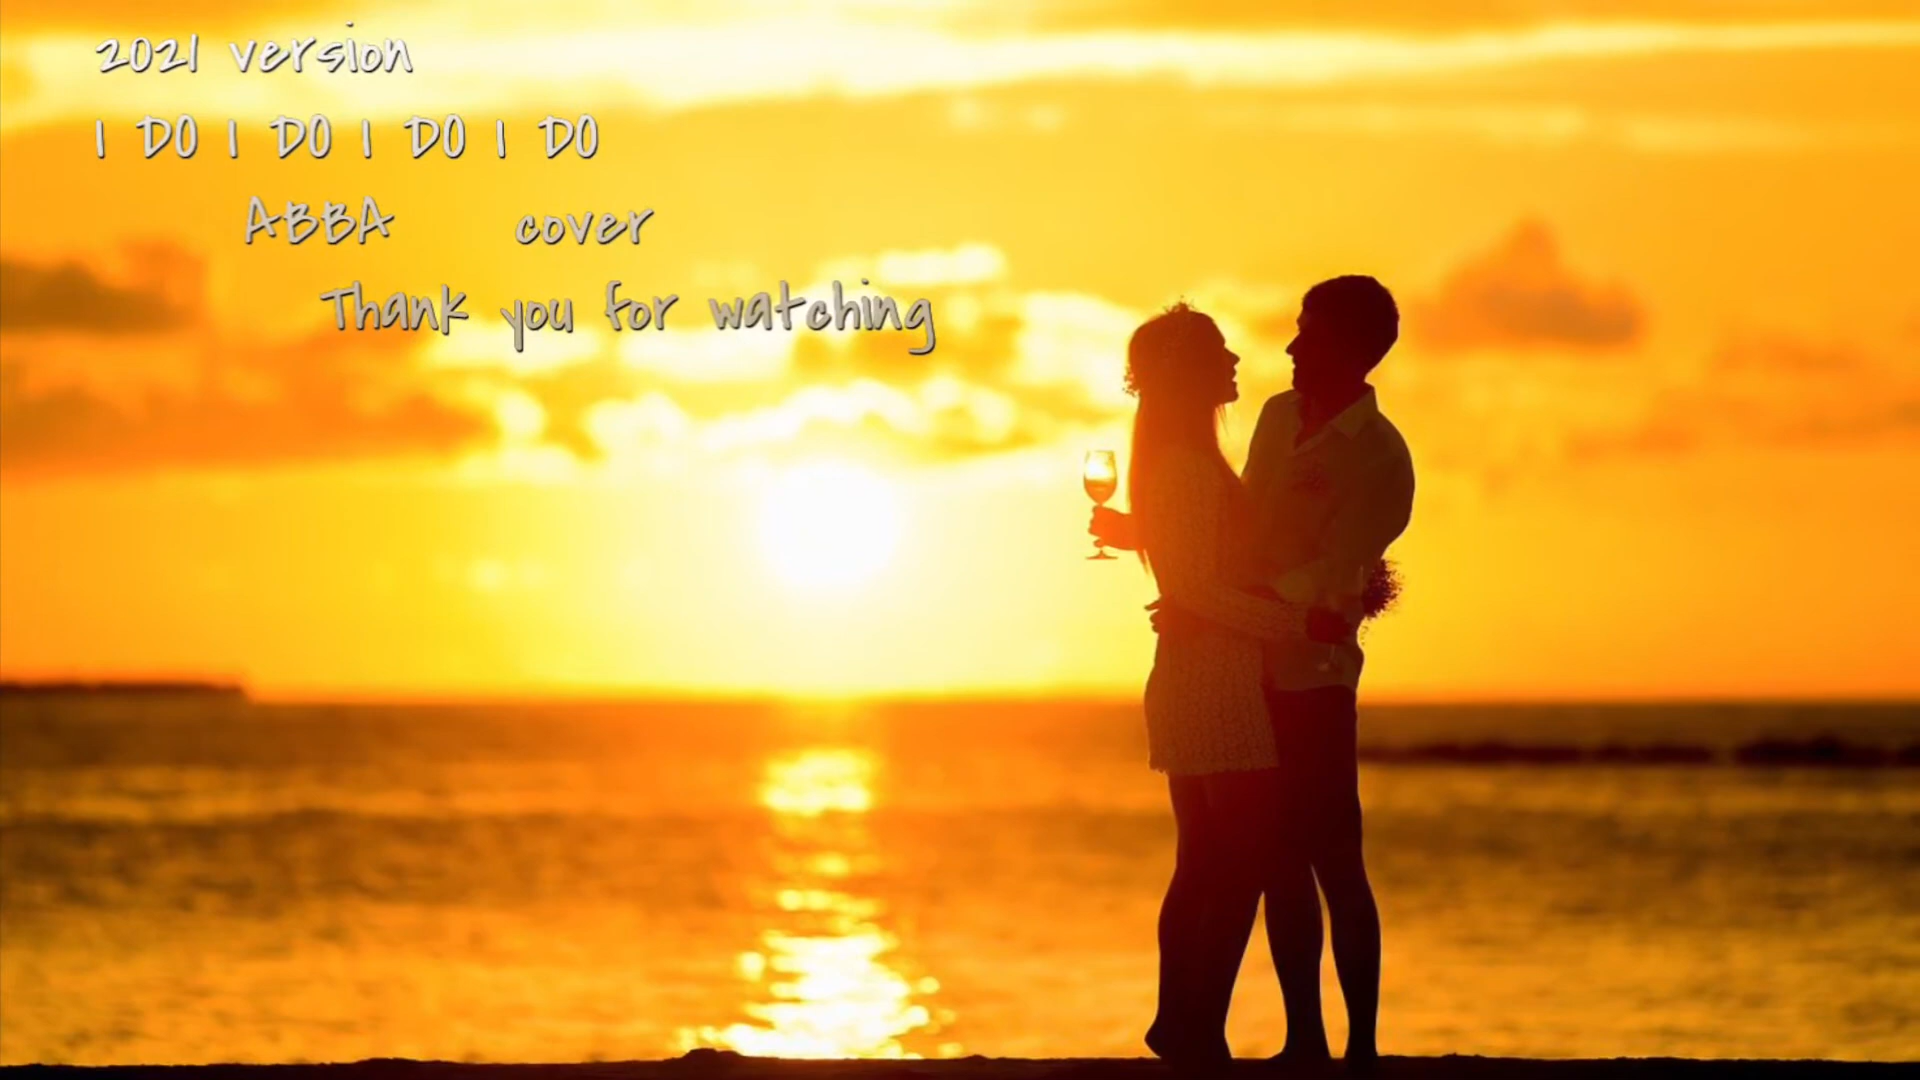 2021 version
I DO I DO I DO I DO
ABBA cover
Thank you for watching